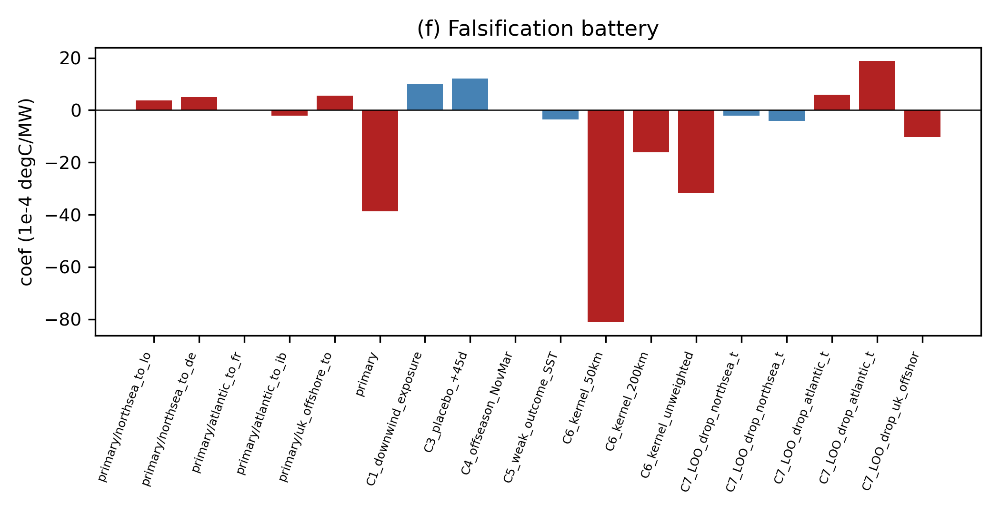 (f) Falsification battery
coef (1e-4 degC/MW)
20
0
−20
−40
−60
−80
primary/northsea_to_lo
primary/northsea_to_de
primary/atlantic_to_fr
primary/atlantic_to_ib
primary/uk_offshore_to
primary
C1_downwind_exposure
C3_placebo_+45d
C4_offseason_NovMar
C5_weak_outcome_SST
C6_kernel_50km
C6_kernel_200km
C6_kernel_unweighted
C7_LOO_drop_northsea_t
C7_LOO_drop_northsea_t
C7_LOO_drop_atlantic_t
C7_LOO_drop_atlantic_t
C7_LOO_drop_uk_offshor